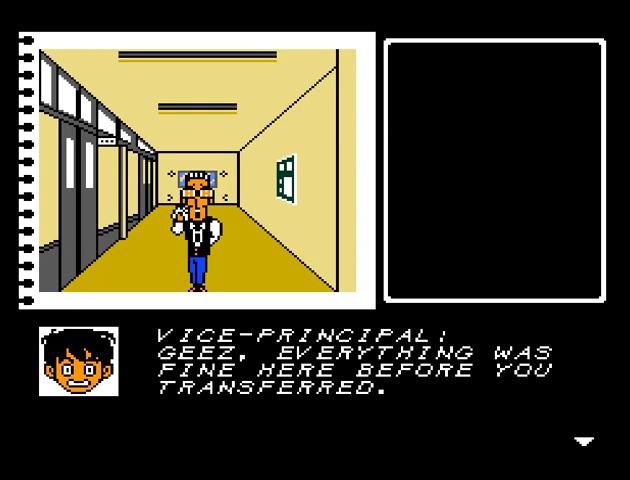 VICE-PRINCIPAL:
GEEZ, EVERYTHING WAS
FINE HERE BEFORE YOU
TRANSFERRED.